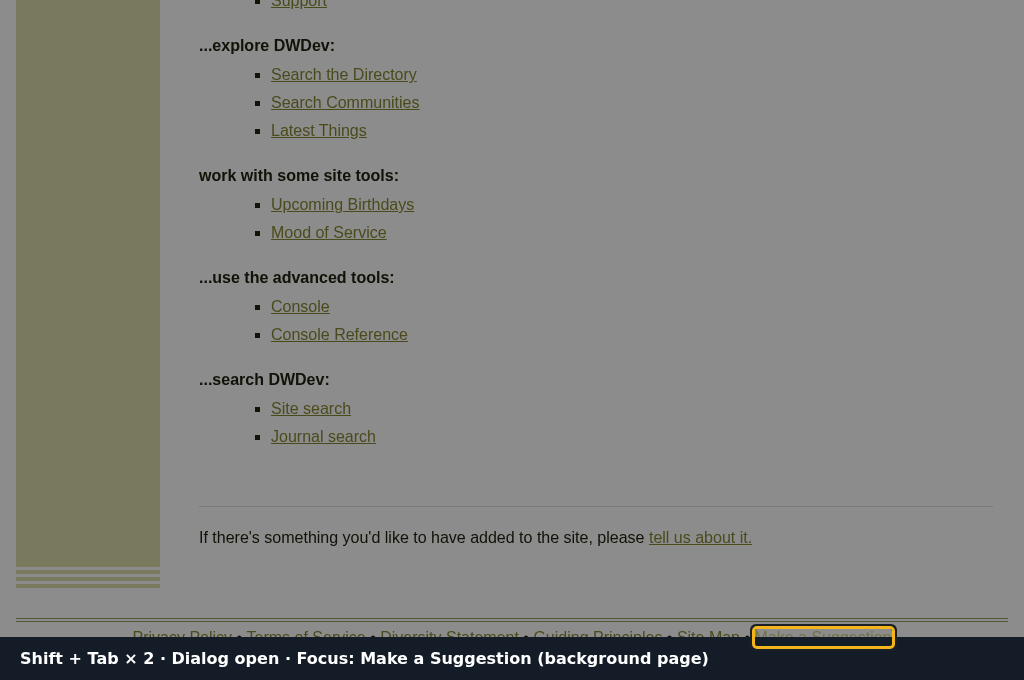 Support
...explore DWDev:
Search the Directory
Search Communities
Latest Things
work with some site tools:
Upcoming Birthdays
Mood of Service
...use the advanced tools:
Console
Console Reference
...search DWDev:
Site search
Journal search
If there's something you'd like to have added to the site, please tell us about it.
Privacy Policy • Terms of Service • Diversity Statement • Guiding Principles • Site Map • Make a Suggestion
Shift + Tab × 2 · Dialog open · Focus: Make a Suggestion (background page)